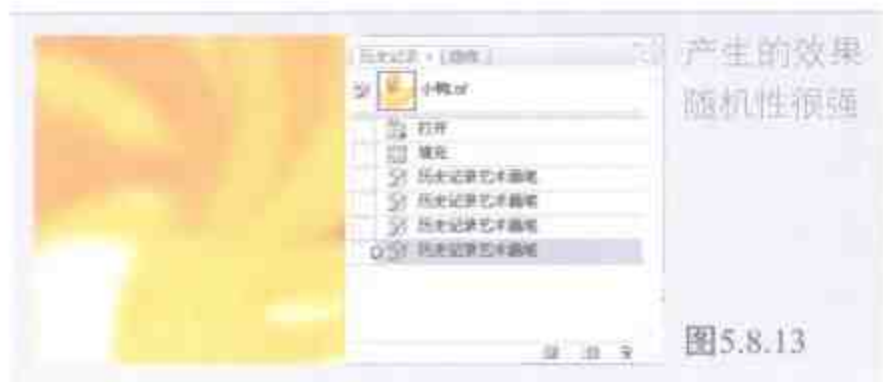 历史记录
小鸭.tif
打开
填充
历史记录艺术画笔
历史记录艺术画笔
历史记录艺术画笔
历史记录艺术画笔
产生的效果
随机性很强
图5.8.13